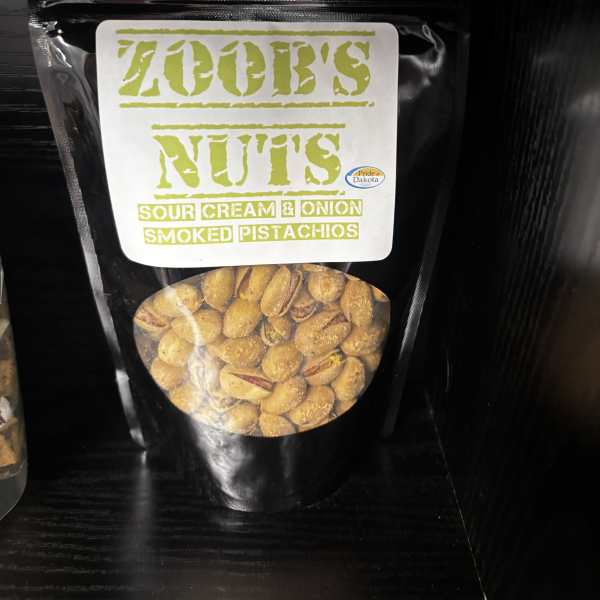 ZOOB'S
NUTS
Pride of
Dakota
SOUR CREAM & ONION
SMOKED PISTACHIOS